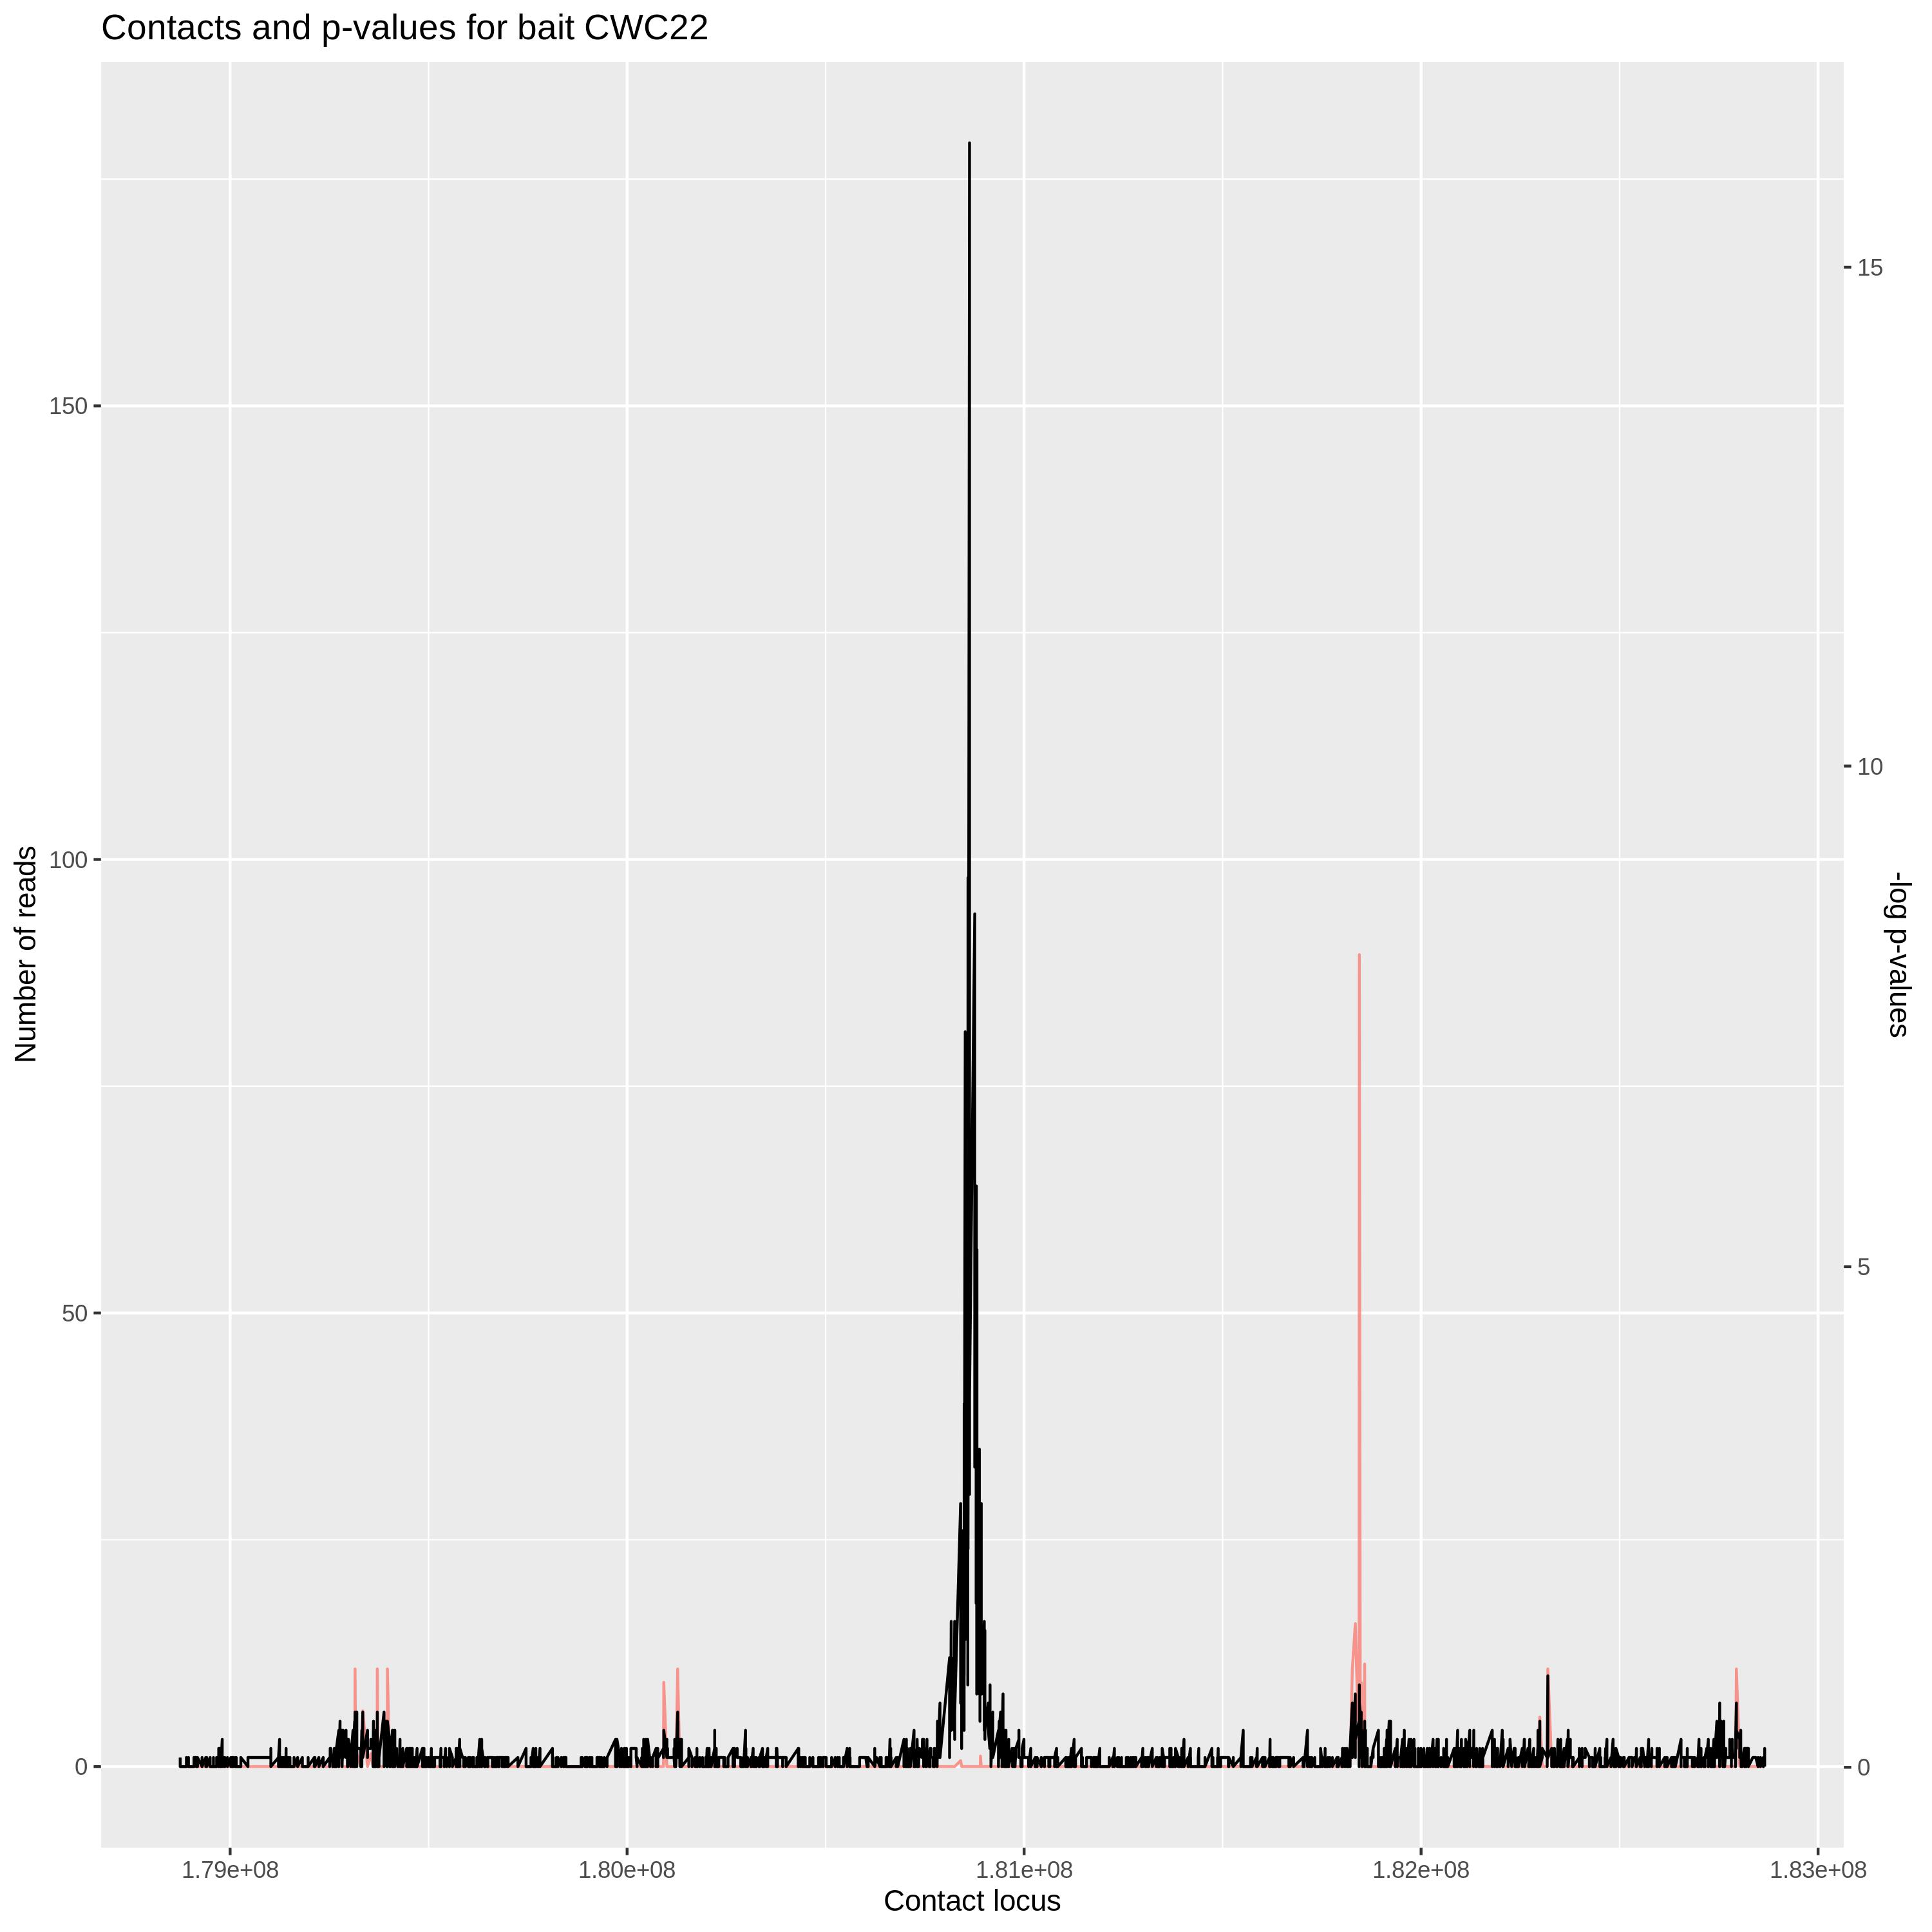 Contacts and p-values for bait CWC22
Number of reads
150
100
50
0
15
10
5
0
-log p-values
1.79e+08
1.80e+08
1.81e+08
1.82e+08
1.83e+08
Contact locus